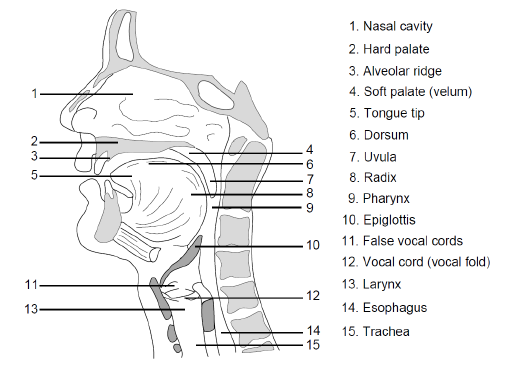 1. Nasal cavity
2. Hard palate
3. Alveolar ridge
4. Soft palate (velum)
5. Tongue tip
6. Dorsum
7. Uvula
8. Radix
9. Pharynx
10. Epiglottis
11. False vocal cords
12. Vocal cord (vocal fold)
13. Larynx
14. Esophagus
15. Trachea
1
2
3
4
6
5
7
8
9
10
11
12
13
14
15